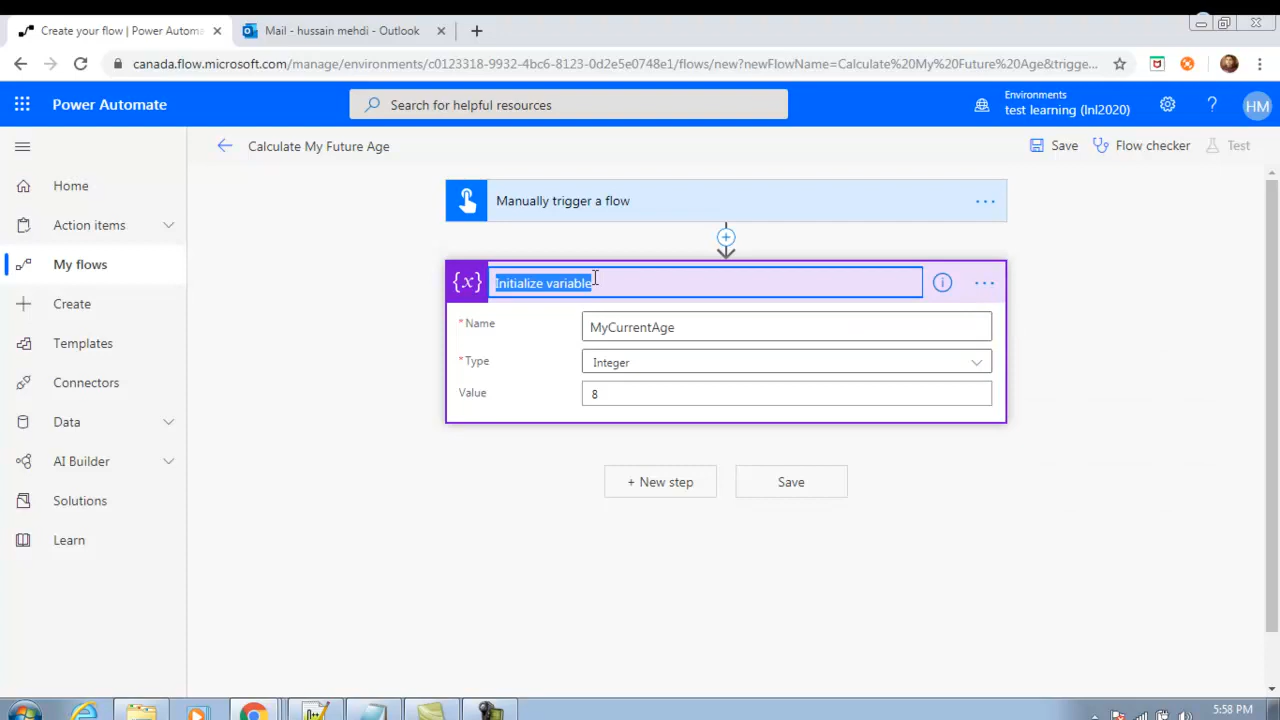 Create your flow | Power Automa
Mail - hussain mehdi - Outlook
canada.flow.microsoft.com/manage/environments/c0123318-9932-4bc6-8123-0d2e5e0748e1/flows/new?newFlowName=Calculate%20My%20Future%20Age&trigge...
Power Automate
Search for helpful resources
Environments
test learning (lnl2020)
HM
Calculate My Future Age
Save
Flow checker
Test
Home
Action items
My flows
Create
Templates
Connectors
Data
AI Builder
Solutions
Learn
Manually trigger a flow
{x}
Initialize variable
* Name
MyCurrentAge
* Type
Integer
Value
8
+ New step
Save
5:58 PM